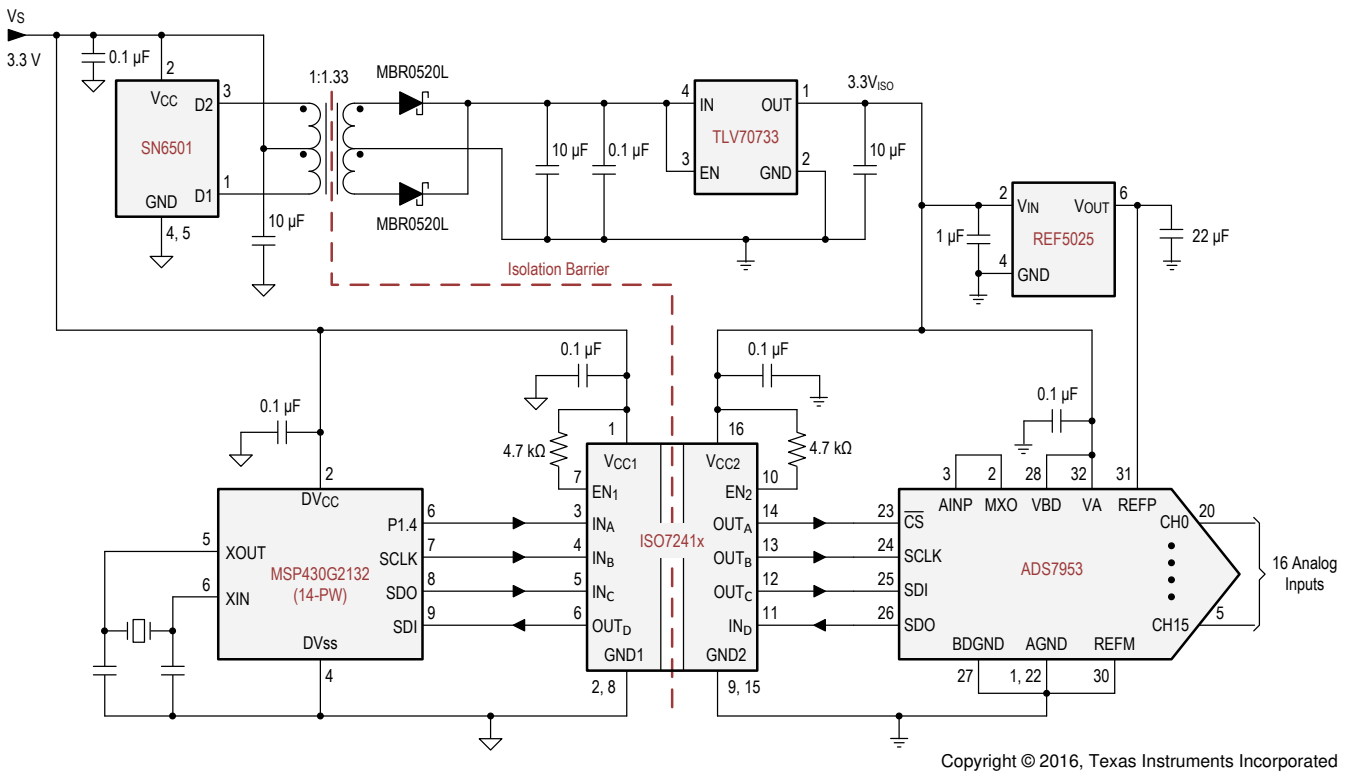 VS
3.3 V
0.1 µF
2
1:1.33
MBR0520L
VCC
D2
3
SN6501
1
D1
GND
4, 5
10 µF
MBR0520L
10 µF
0.1 µF
4
IN
OUT
1
TLV70733
3
EN
GND
2
3.3VISO
10 µF
2
VIN
VOUT
6
REF5025
1 µF
4
GND
22 µF
Isolation Barrier
0.1 µF
0.1 µF
0.1 µF
0.1 µF
4.7 kΩ
1
16
4.7 kΩ
VCC1
VCC2
7
EN1
EN2
10
2
DVCC
5
XOUT
6
XIN
MSP430G2132
(14-PW)
P1.4
6
SCLK
7
SDO
8
SDI
9
DVss
4
3
INA
4
INB
5
INC
6
OUTD
GND1
2, 8
ISO7241x
OUTA
14
OUTB
13
OUTC
12
IND
11
GND2
9, 15
3
2
28
32
31
AINP
MXO
VBD
VA
REFP
23
CS
24
SCLK
25
SDI
26
SDO
ADS7953
CH0
20
CH15
5
16 Analog
Inputs
BDGND
AGND
REFM
27
1, 22
30
Copyright © 2016, Texas Instruments Incorporated